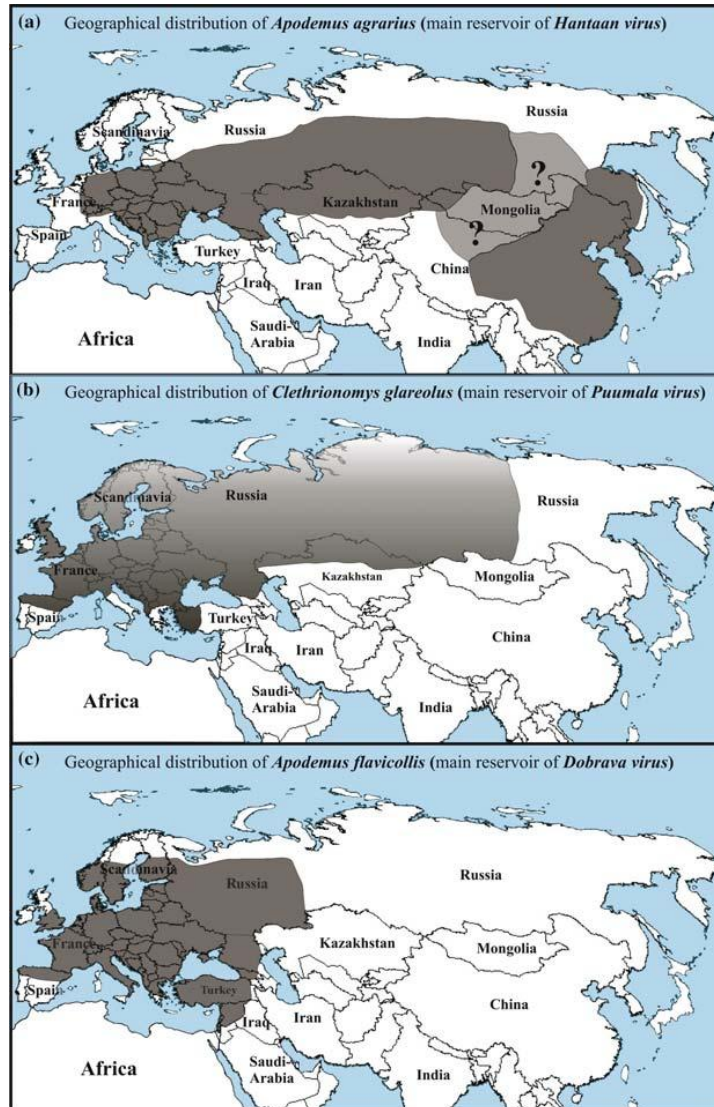 (a) Geographical distribution of Apodemus agrarius (main reservoir of Hantaan virus)
Scandinavia
Russia
Russia
France
Kazakhstan
?
Mongolia
?
Spain
Turkey
China
Iraq
Iran
Africa
Saudi-
Arabia
India
(b) Geographical distribution of Clethrionomys glareolus (main reservoir of Puumala virus)
Scandinavia
Russia
Russia
France
Kazakhstan
Mongolia
Spain
Turkey
China
Iraq
Iran
Africa
Saudi-
Arabia
India
(c) Geographical distribution of Apodemus flavicollis (main reservoir of Dobrava virus)
Scandinavia
Russia
Russia
France
Kazakhstan
Mongolia
Spain
Turkey
China
Iraq
Iran
Africa
Saudi-
Arabia
India